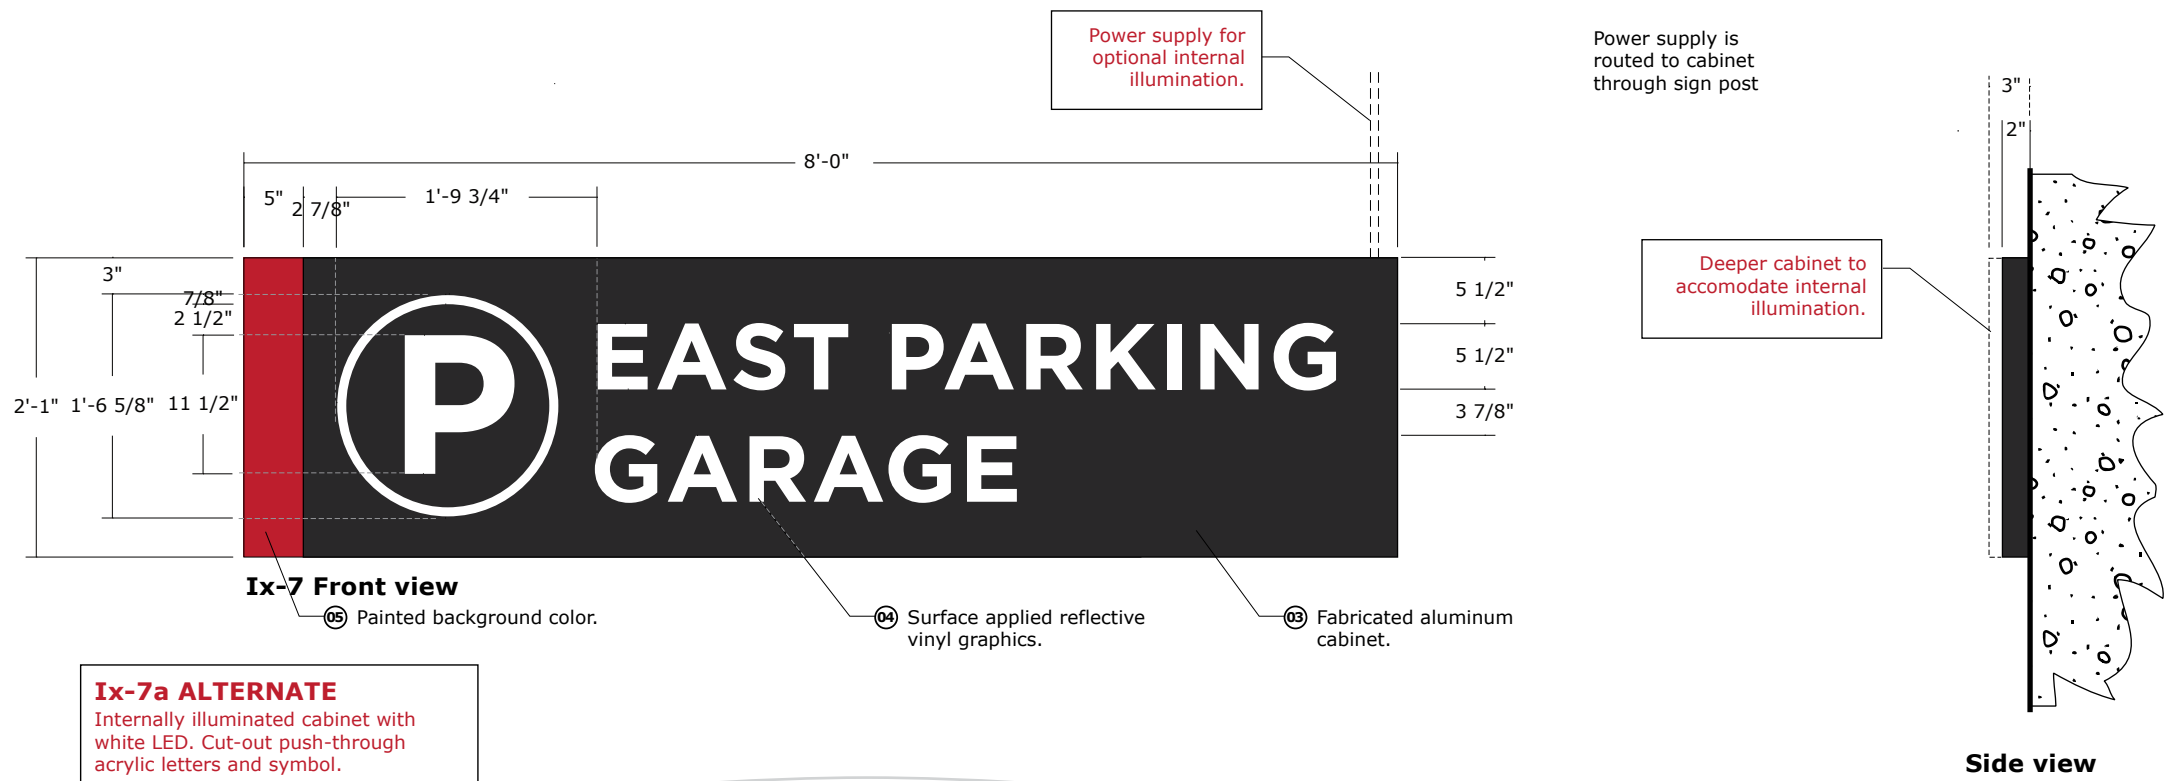 Power supply for
optional internal
illumination.
Power supply is
routed to cabinet
through sign post
3"
2"
8'-0"
5"
2 7/8"
1'-9 3/4"
3"
7/8"
2 1/2"
2'-1"
1'-6 5/8"
11 1/2"
P
EAST PARKING
GARAGE
5 1/2"
5 1/2"
3 7/8"
Deeper cabinet to
accomodate internal
illumination.
Ix-7 Front view
05 Painted background color.
04 Surface applied reflective
vinyl graphics.
03 Fabricated aluminum
cabinet.
Ix-7a ALTERNATE
Internally illuminated cabinet with
white LED. Cut-out push-through
acrylic letters and symbol.
Side view